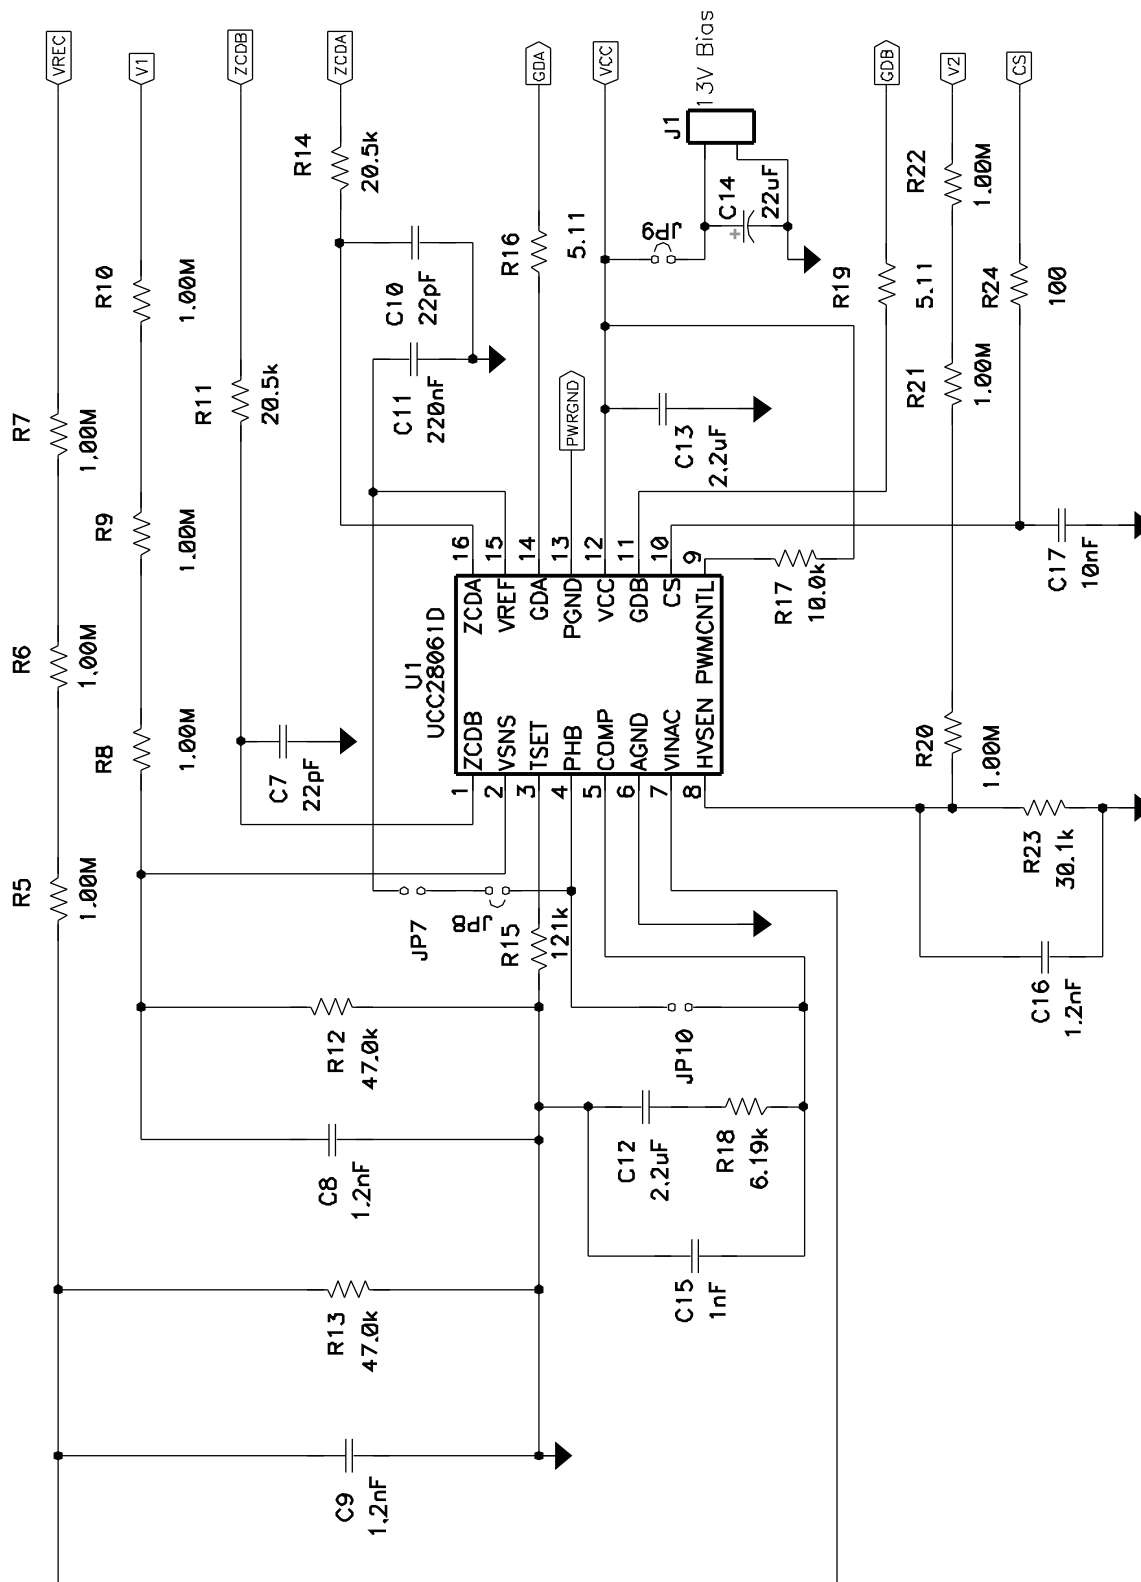 VREC
V1
ZCDB
ZCDA
GDA
VCC
13V Bias
GDB
V2
CS
J1
R14
20.5k
C14
22uF
R22
1.00M
R10
1.00M
R16
5.11
JP9
R19
5.11
R24
100
C10
22pF
R7
1.00M
R11
20.5k
C11
220nF
PWRGND
C13
2.2uF
R21
1.00M
R9
1.00M
16
15
14
13
12
11
10
9
R17
10.0k
C17
10nF
U1
UCC28061D
ZCDA
VREF
GDA
PGND
VCC
GDB
CS
PWMCNTL
ZCDB
VSNS
TSET
PHB
COMP
AGND
VINAC
HVSEN
1
2
3
4
5
6
7
8
R6
1.00M
R8
1.00M
C7
22pF
R20
1.00M
R5
1.00M
JP7
JP8
R15
121k
R23
30.1k
R12
47.0k
JP10
C16
1.2nF
C8
1.2nF
C12
2.2uF
R18
6.19k
R13
47.0k
C15
1nF
C9
1.2nF